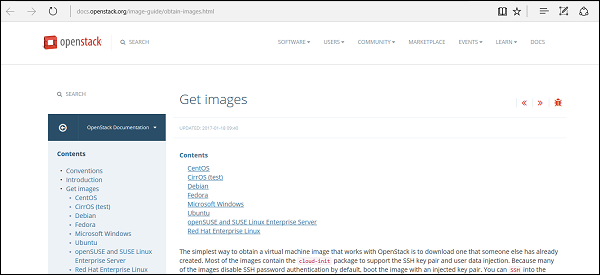 docs.openstack.org/image-guide/obtain-images.html
openstack
SEARCH
SOFTWARE
USERS
COMMUNITY
MARKETPLACE
EVENTS
LEARN
DOCS
SEARCH
OpenStack Documentation
Contents
Conventions
Introduction
Get images
CentOS
CirrOS (test)
Debian
Fedora
Microsoft Windows
Ubuntu
openSUSE and SUSE Linux
Enterprise Server
Red Hat Enterprise Linux
Get images
UPDATED: 2017-01-18
Contents
CentOS
CirrOS (test)
Debian
Fedora
Microsoft Windows
Ubuntu
openSUSE and SUSE Linux Enterprise Server
Red Hat Enterprise Linux
The simplest way to obtain a virtual machine image that works with OpenStack is to download one that someone else has already
created. Most of the images contain the cloud-init package to support the SSH key pair and user data injection. Because many
of the images disable SSH password authentication by default, boot the image with an injected key pair. You can SSH into the